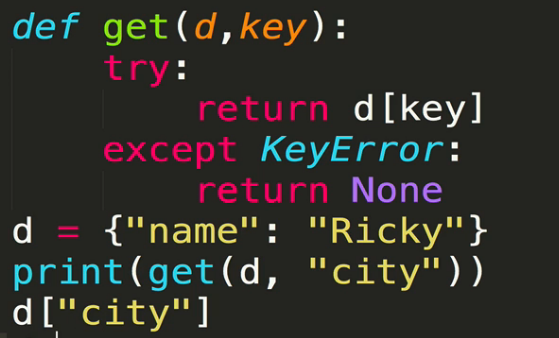 def get(d,key):
    try:
        return d[key]
    except KeyError:
        return None
d = {"name": "Ricky"}
print(get(d, "city"))
d["city"]